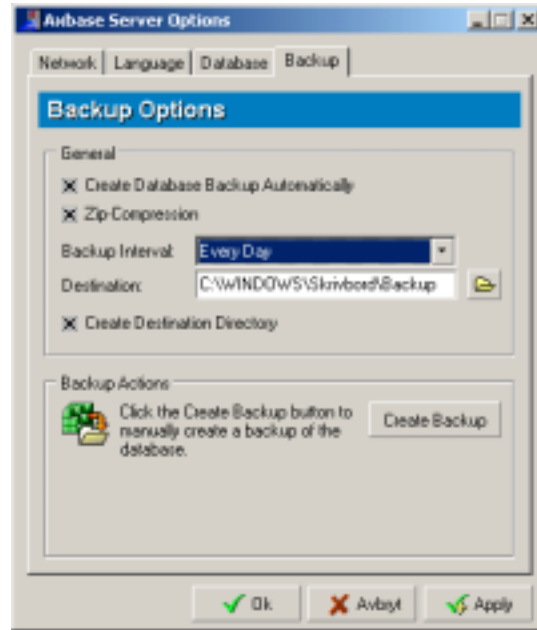 Axbase Server Options
Network Language Database Backup
Backup Options
General
Create Database Backup Automatically
Zip-Compression
Backup Interval: Every Day
Destination: C:\WINDOWS\Skrivbord\Backup
Create Destination Directory
Backup Actions
Click the Create Backup button to
manually create a backup of the
database.
Create Backup
Ok Avbryt Apply